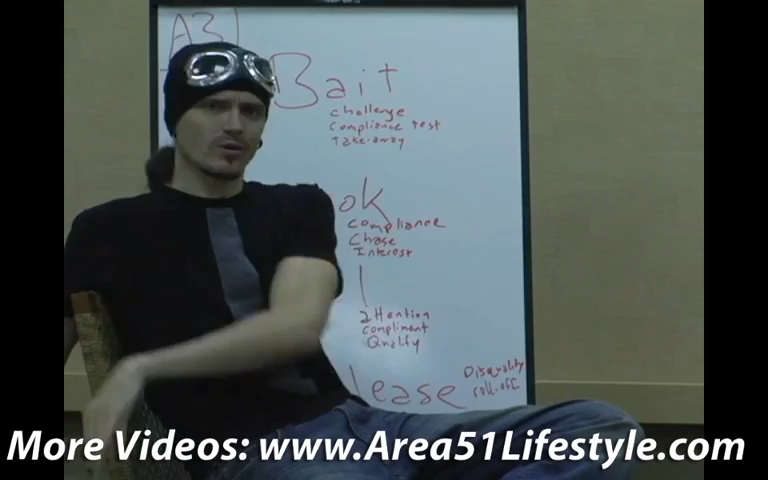 A3
Bait
challenge
compliance test
Take-away
ok
compliance
Chase
Interest
l
attention
compliment
Qualify
lease
Disqualify
roll-off
More Videos: www.Area51Lifestyle.com